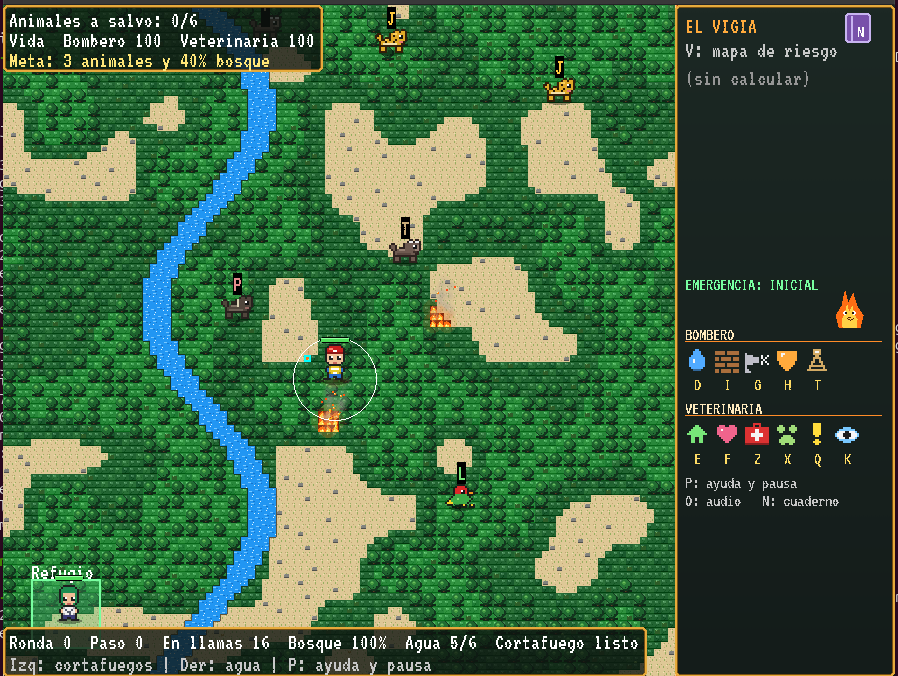 Animales a salvo: 0/6
Vida Bombero 100 Veterinaria 100
Meta: 3 animales y 40% bosque
J
J
T
P
L
Refugio
Ronda 0 Paso 0 En llamas 16 Bosque 100% Agua 5/6 Cortafuego listo
Izq: cortafuegos | Der: agua | P: ayuda y pausa
EL VIGIA
N
V: mapa de riesgo
(sin calcular)
EMERGENCIA: INICIAL
BOMBERO
D I G H T
VETERINARIA
E F Z X Q K
P: ayuda y pausa
O: audio N: cuaderno